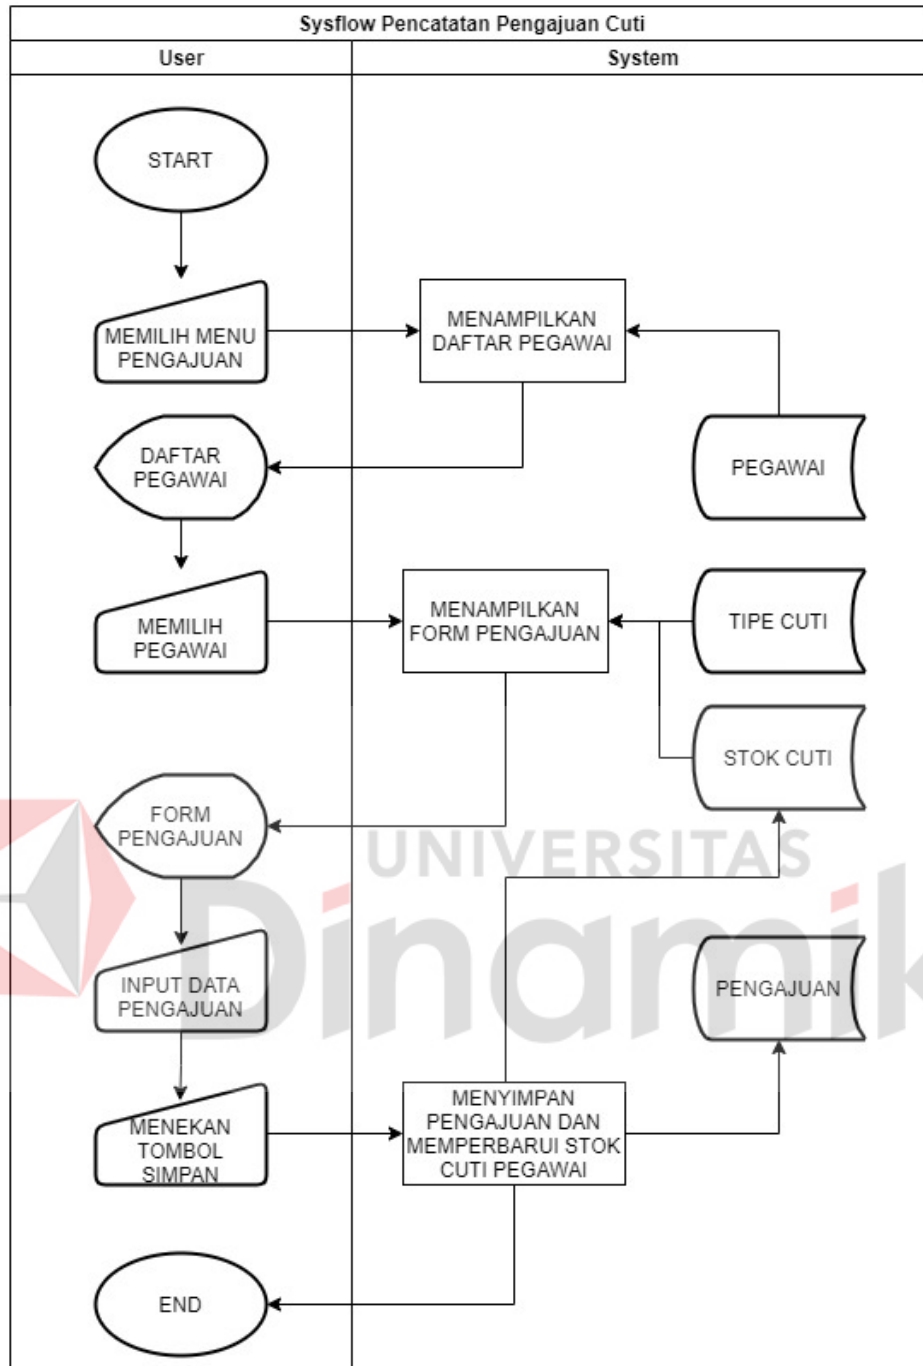 Sysflow Pencatatan Pengajuan Cuti
User
System
START
MEMILIH MENU
PENGAJUAN
MENAMPILKAN
DAFTAR PEGAWAI
DAFTAR
PEGAWAI
PEGAWAI
MEMILIH
PEGAWAI
MENAMPILKAN
FORM PENGAJUAN
TIPE CUTI
STOK CUTI
FORM
PENGAJUAN
UNIVERSITAS
Dinamik
INPUT DATA
PENGAJUAN
PENGAJUAN
MENEKAN
TOMBOL
SIMPAN
MENYIMPAN
PENGAJUAN DAN
MEMPERBARUI STOK
CUTI PEGAWAI
END